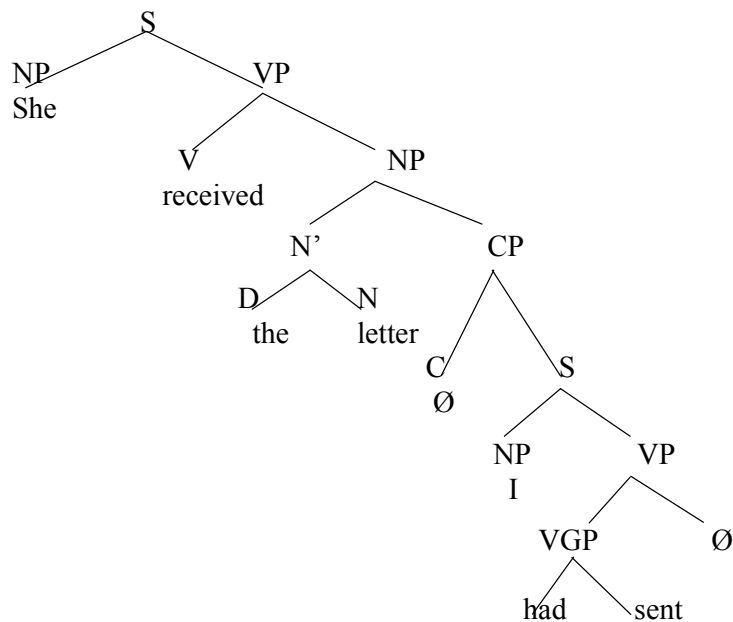 S
NP VP
She
V NP
received
N’ CP
D N
the letter
C S
Ø
NP VP
I
VGP Ø
had sent